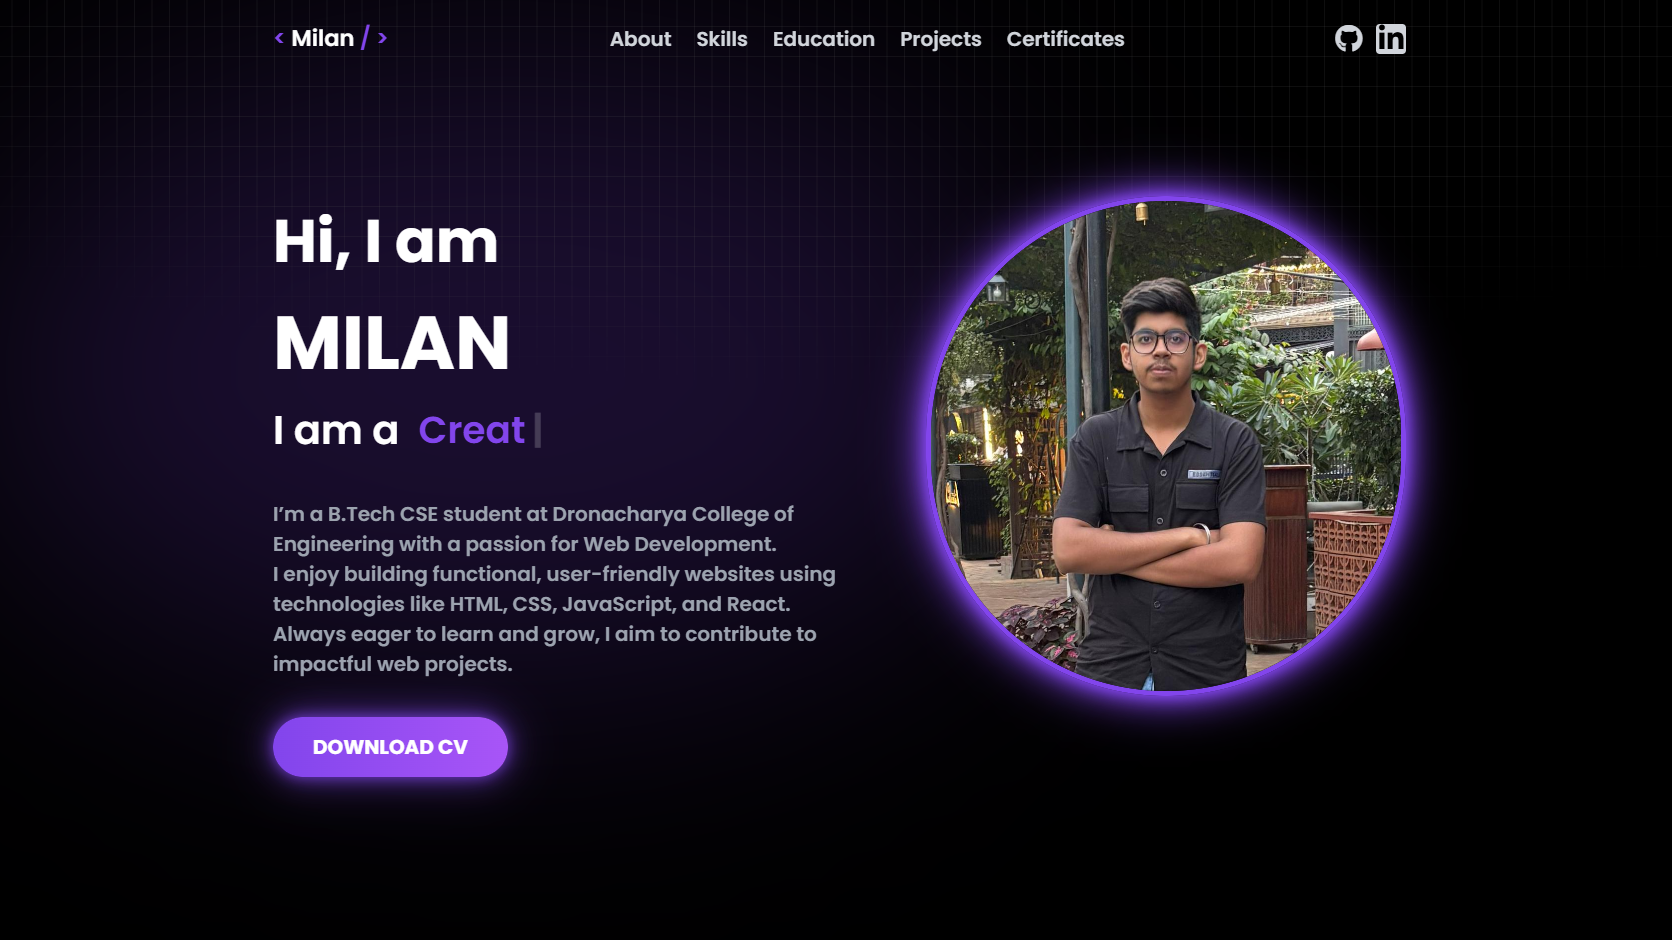 < Milan / >
About Skills Education Projects Certificates
Hi, I am
MILAN
I am a Creat
I’m a B.Tech CSE student at Dronacharya College of
Engineering with a passion for Web Development.
I enjoy building functional, user-friendly websites using
technologies like HTML, CSS, JavaScript, and React.
Always eager to learn and grow, I aim to contribute to
impactful web projects.
DOWNLOAD CV